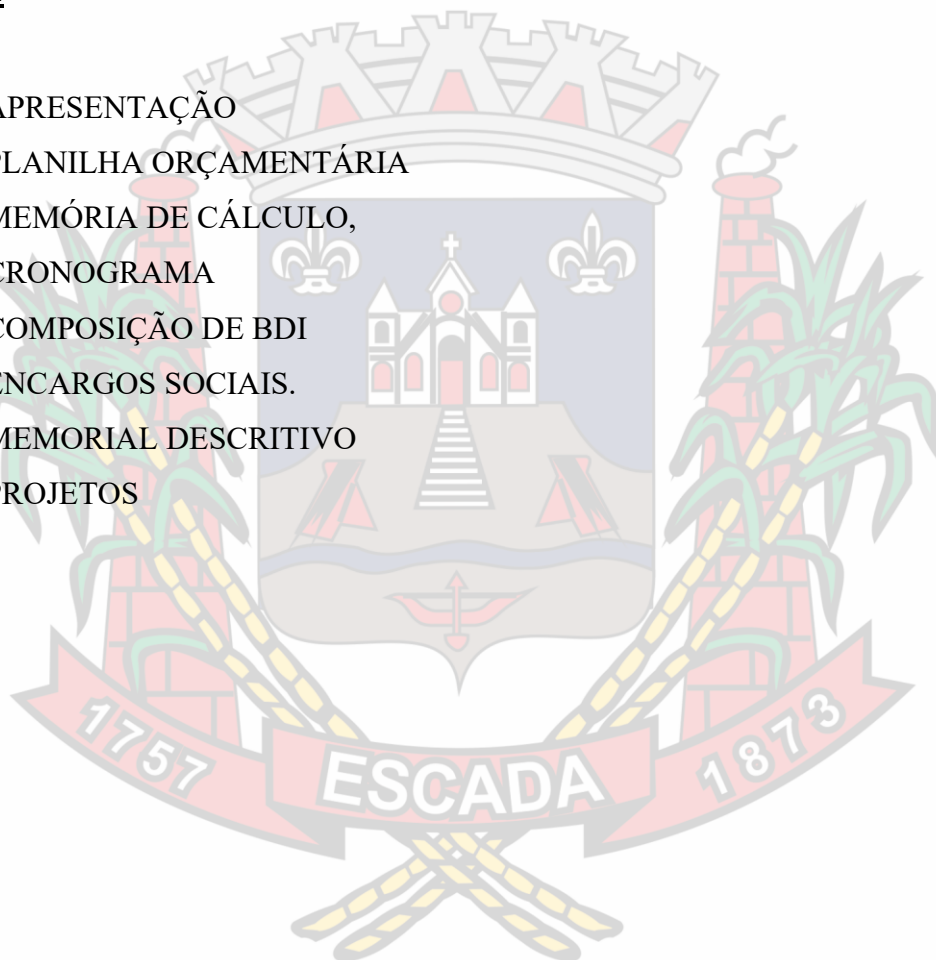 APRESENTAÇÃO
PLANILHA ORÇAMENTÁRIA
MEMÓRIA DE CÁLCULO,
CRONOGRAMA
COMPOSIÇÃO DE BDI
ENCARGOS SOCIAIS.
MEMORIAL DESCRITIVO
PROJETOS
1757
ESCADA
1873